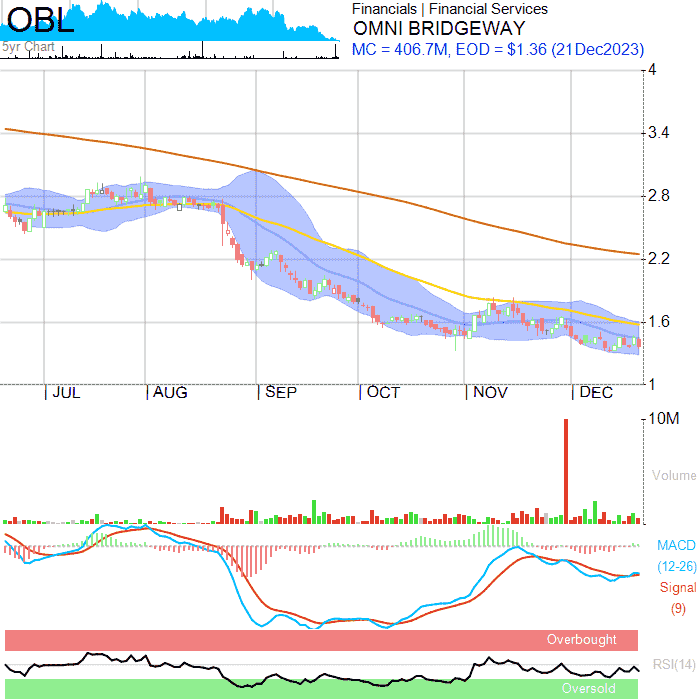 OBL
5yr Chart
Financials | Financial Services
OMNI BRIDGEWAY
MC = 406.7M, EOD = $1.36 (21Dec2023)
4
3.4
2.8
2.2
1.6
1
JUL AUG SEP OCT NOV DEC
10M
Volume
MACD
(12-26)
Signal
(9)
Overbought
RSI(14)
Oversold